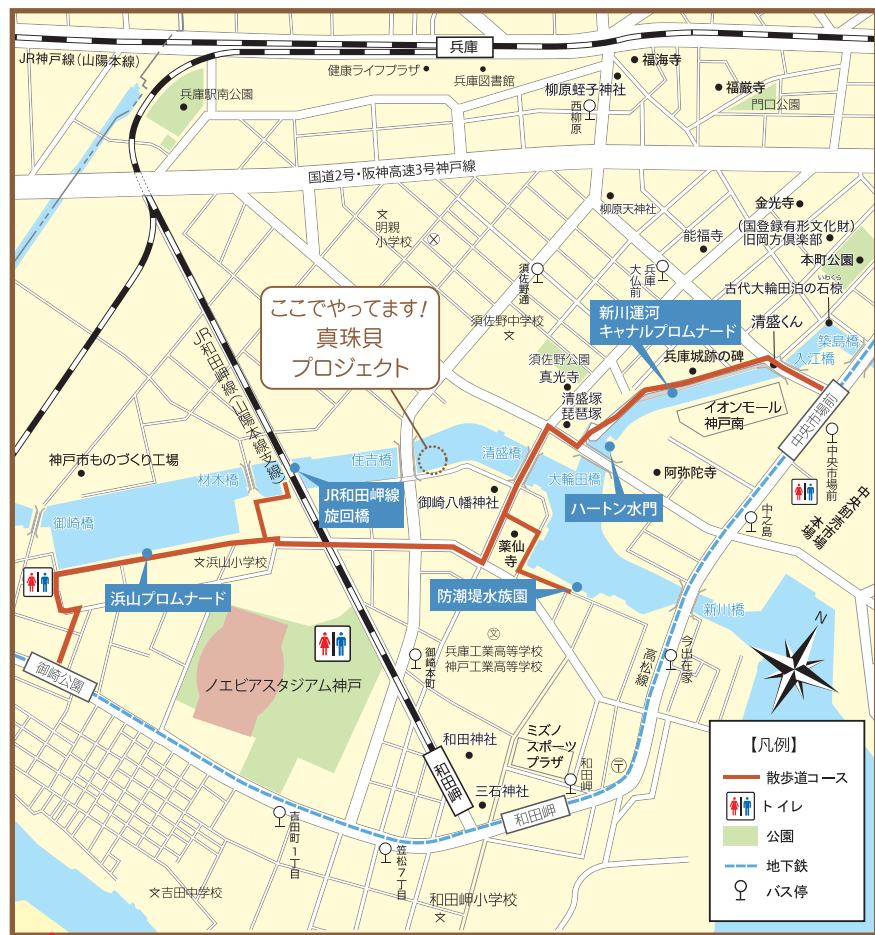 兵庫
JR神戸線(山陽本線)
健康ライフプラザ
兵庫図書館
福海寺
柳原蛭子神社
福厳寺
門口公園
兵庫駅南公園
西柳原
国道2号・阪神高速3号神戸線
明親
小学校
柳原天神社
金光寺
(国登録有形文化財)
旧岡方倶楽部
能福寺
本町公園
須佐野通
兵庫
大仏前
いわくら
古代大輪田泊の石椋
ここでやってます!
真珠貝
プロジェクト
須佐野中学校
新川運河
キャナルプロムナード
清盛くん
築島橋
入江橋
兵庫城跡の碑
JR和田岬線(山陽本線支線)
須佐野公園
真光寺
清盛塚
琵琶塚
イオンモール
神戸南
中央市場前
中央市場前
神戸市ものづくり工場
材木橋
住吉橋
清盛橋
大輪田橋
阿弥陀寺
JR和田岬線
旋回橋
御崎八幡神社
ハートン水門
中央卸売市場
本場
中之島
御崎橋
浜山小学校
薬仙寺
浜山プロムナード
防潮堤水族園
新川橋
兵庫工業高等学校
神戸工業高等学校
御崎本町
高松線
今出在家
N
御崎公園
ノエビアスタジアム神戸
和田神社
ミズノ
スポーツ
プラザ
和田岬
和田岬
三石神社
和田岬
吉田町1丁目
笠松7丁目
吉田中学校
和田岬小学校
【凡例】
散歩道コース
トイレ
公園
地下鉄
バス停